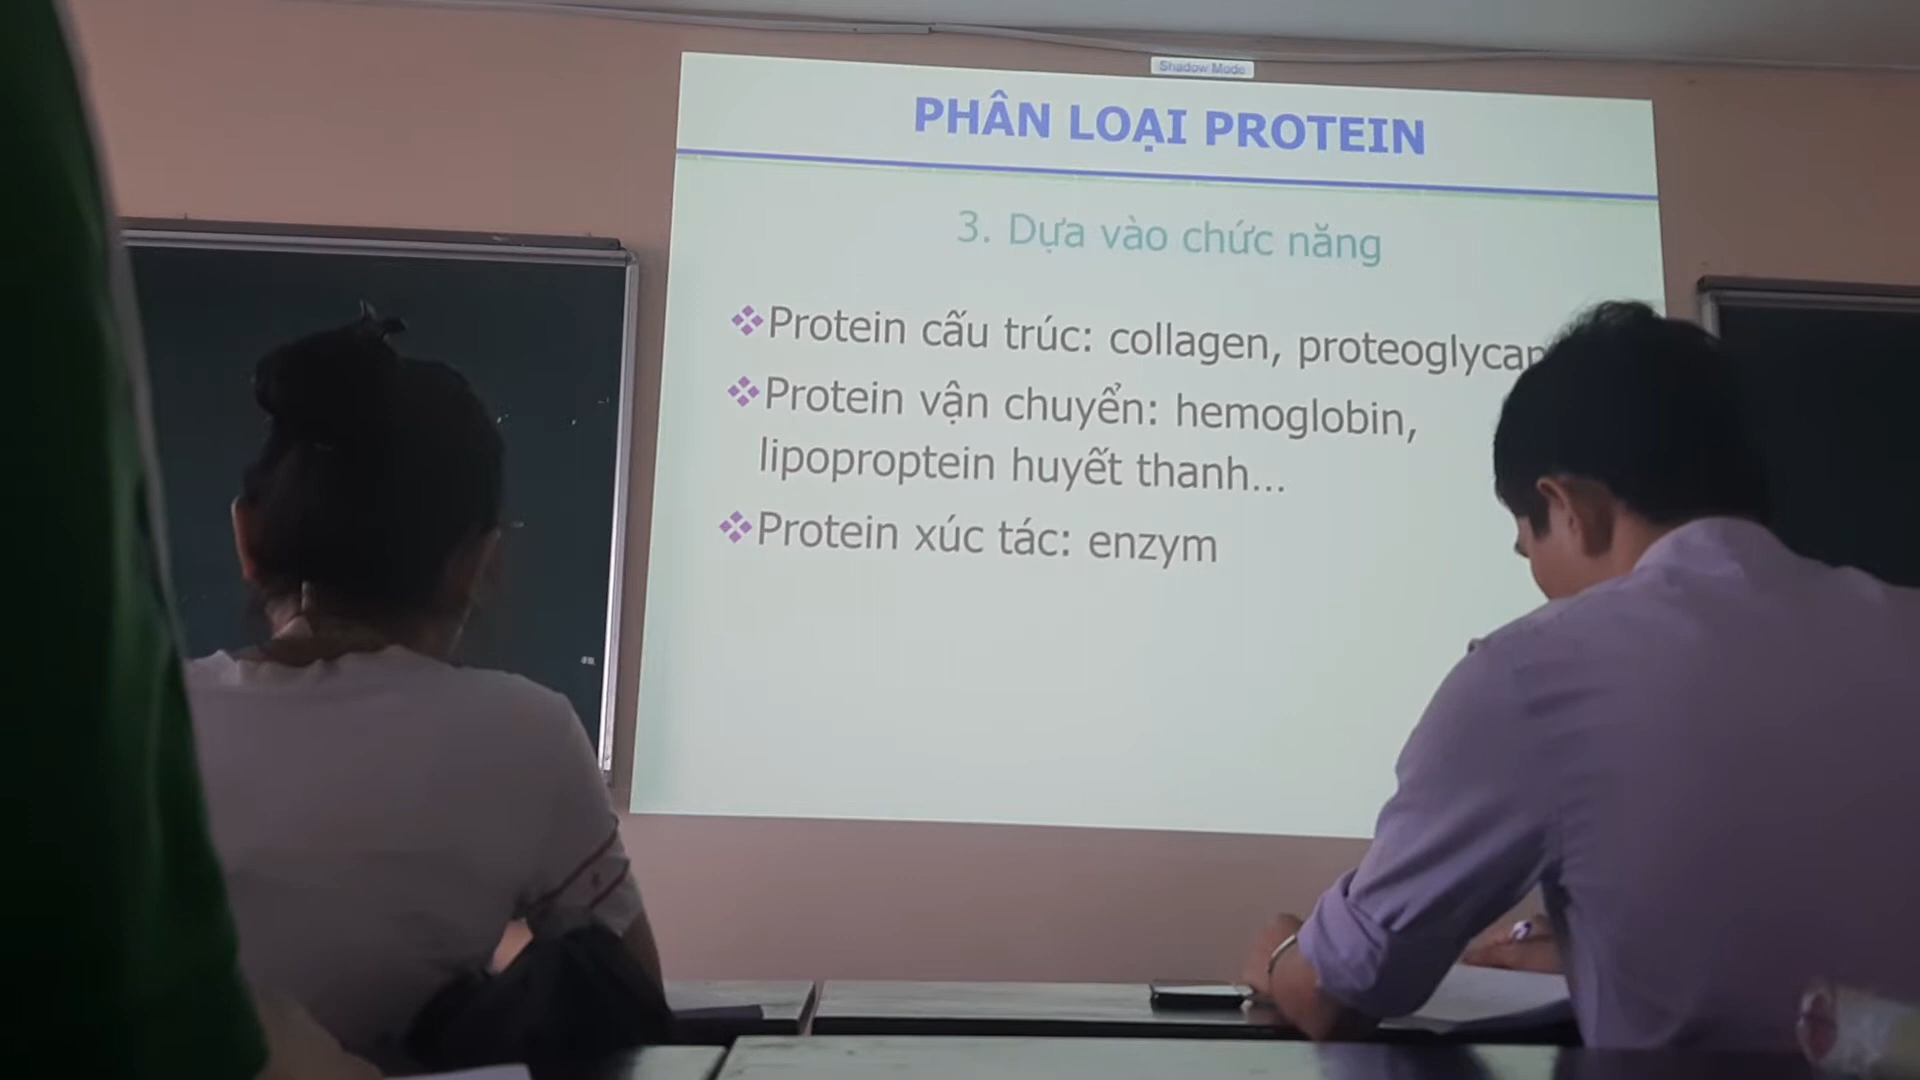 Shadow Mode
PHÂN LOẠI PROTEIN
3. Dựa vào chức năng
Protein cấu trúc: collagen, proteoglycan
Protein vận chuyển: hemoglobin,
lipoproptein huyết thanh...
Protein xúc tác: enzym